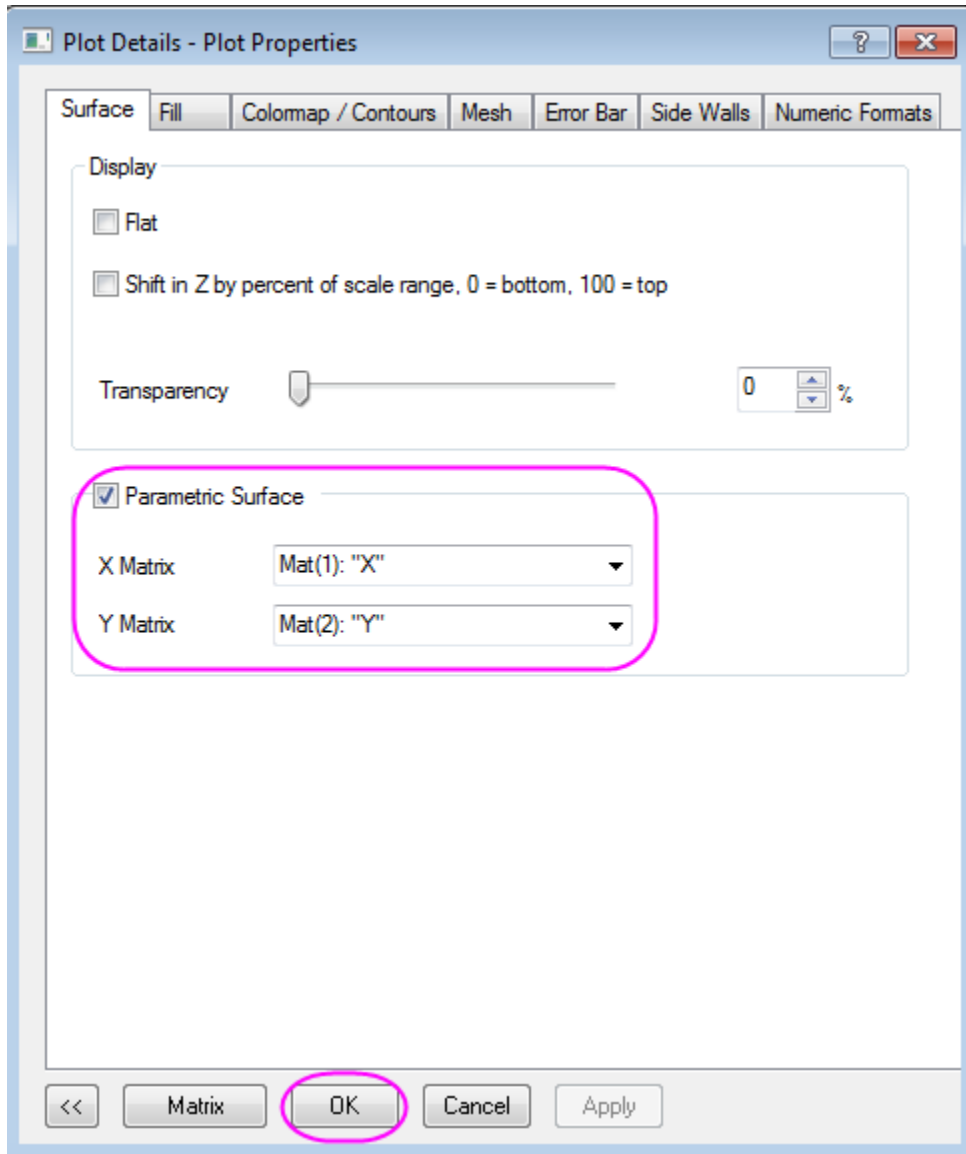 Plot Details - Plot Properties
?
Surface Fill Colormap / Contours Mesh Error Bar Side Walls Numeric Formats
Display
Flat
Shift in Z by percent of scale range, 0 = bottom, 100 = top
Transparency 0 %
Parametric Surface
X Matrix Mat(1): "X"
Y Matrix Mat(2): "Y"
<< Matrix OK Cancel Apply